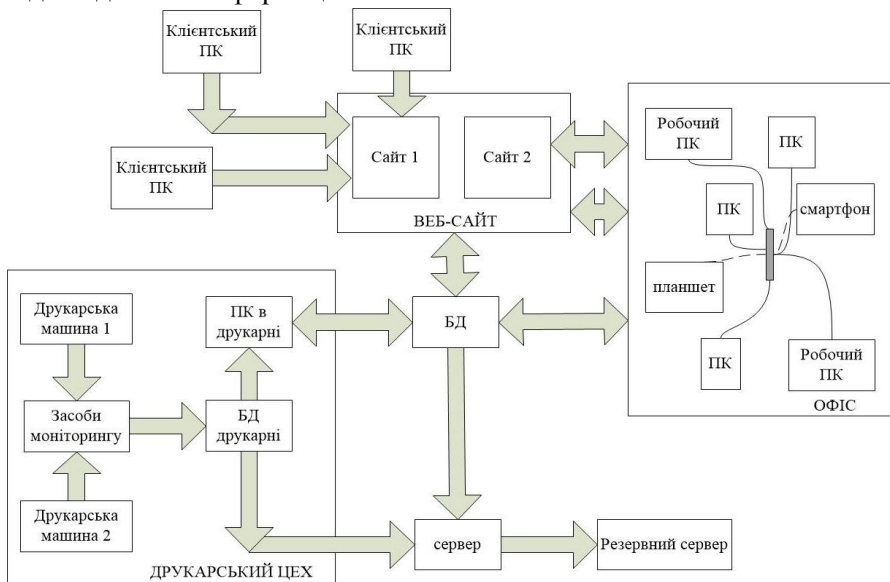 Клієнтський
ПК
Клієнтський
ПК
Клієнтський
ПК
Сайт 1
Сайт 2
ВЕБ-САЙТ
Робочий
ПК
ПК
ПК
смартфон
планшет
ПК
Робочий
ПК
ОФІС
Друкарська
машина 1
ПК в
друкарні
БД
Засоби
моніторингу
БД
друкарні
Друкарська
машина 2
ДРУКАРСЬКИЙ ЦЕХ
сервер
Резервний сервер